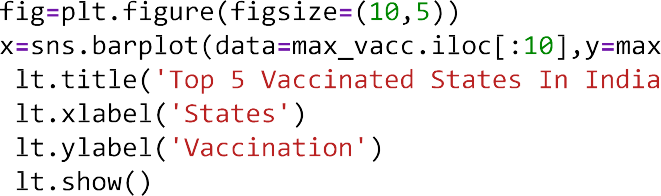 fig=plt.figure(figsize=(10,5))
x=sns.barplot(data=max_vacc.iloc[:10],y=max
lt.title('Top 5 Vaccinated States In India
lt.xlabel('States')
lt.ylabel('Vaccination')
lt.show()